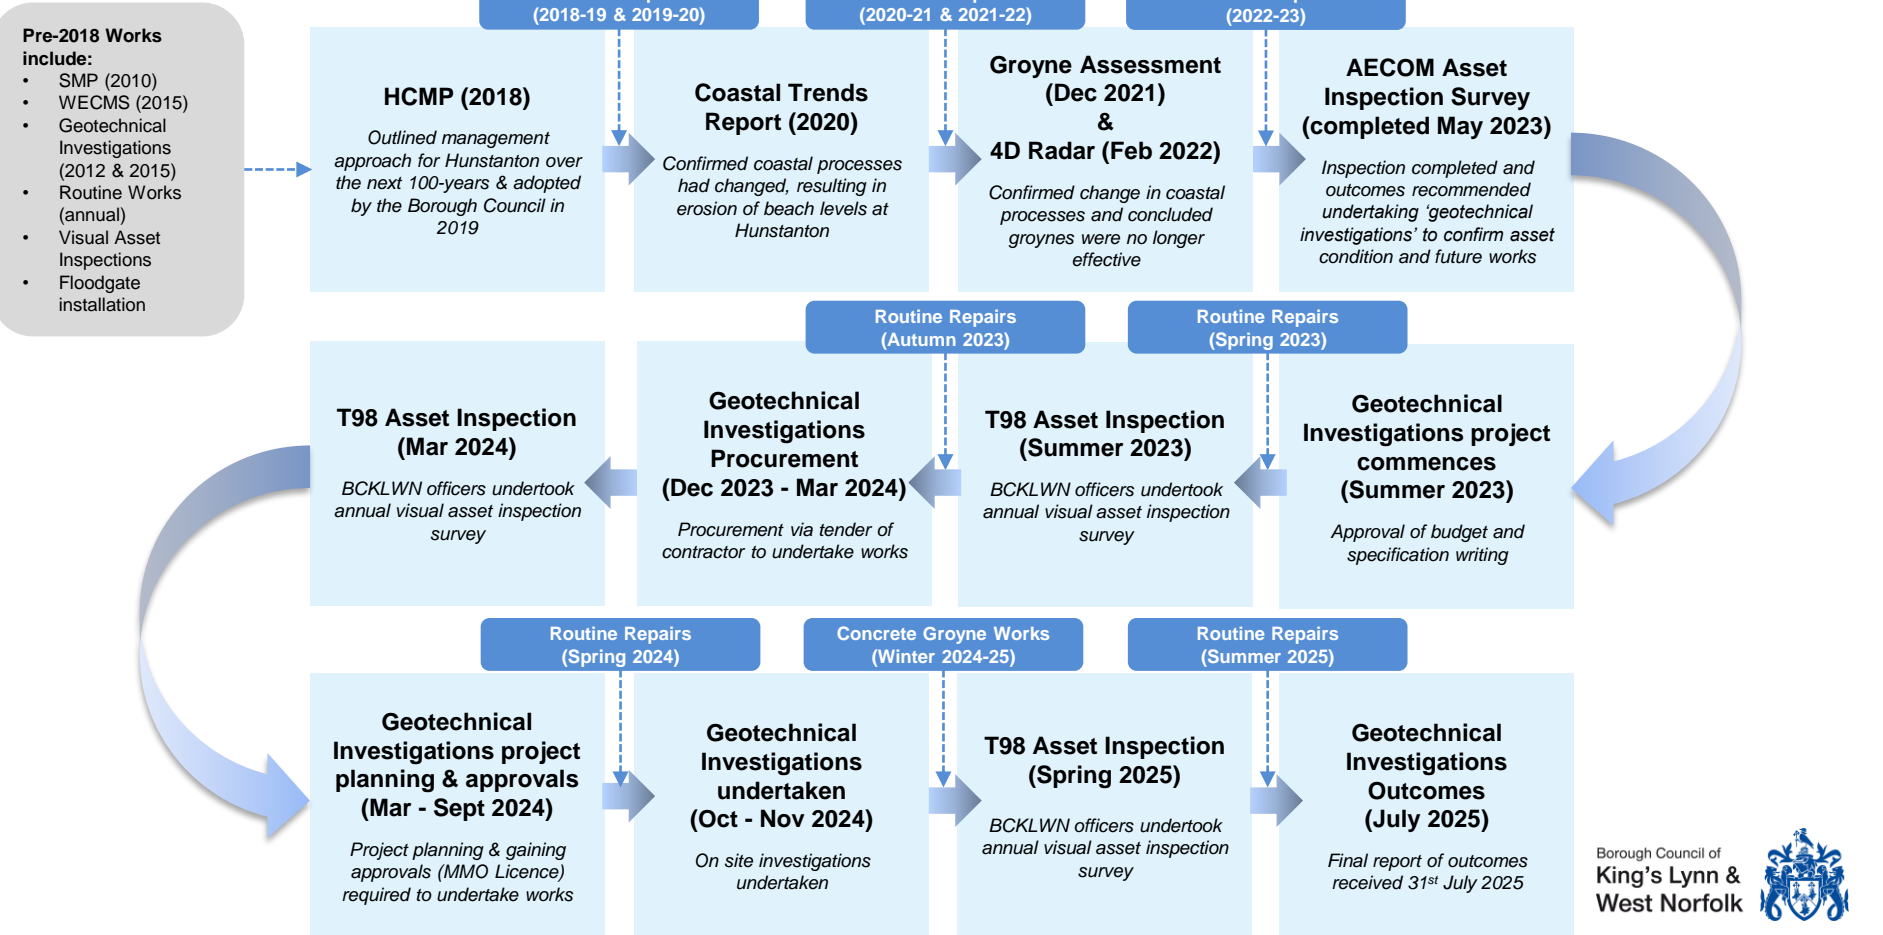 (2018-19 & 2019-20)
(2020-21 & 2021-22)
(2022-23)
Pre-2018 Works
include:
• SMP (2010)
• WECMS (2015)
• Geotechnical
Investigations
(2012 & 2015)
• Routine Works
(annual)
• Visual Asset
Inspections
• Floodgate
installation
HCMP (2018)
Outlined management
approach for Hunstanton over
the next 100-years & adopted
by the Borough Council in
2019
Coastal Trends
Report (2020)
Confirmed coastal processes
had changed, resulting in
erosion of beach levels at
Hunstanton
Groyne Assessment
(Dec 2021)
&
4D Radar (Feb 2022)
Confirmed change in coastal
processes and concluded
groynes were no longer
effective
AECOM Asset
Inspection Survey
(completed May 2023)
Inspection completed and
outcomes recommended
undertaking ‘geotechnical
investigations’ to confirm asset
condition and future works
Routine Repairs
(Spring 2023)
Geotechnical
Investigations project
commences
(Summer 2023)
Approval of budget and
specification writing
T98 Asset Inspection
(Summer 2023)
BCKLWN officers undertook
annual visual asset inspection
survey
Routine Repairs
(Autumn 2023)
Geotechnical
Investigations
Procurement
(Dec 2023 - Mar 2024)
Procurement via tender of
contractor to undertake works
T98 Asset Inspection
(Mar 2024)
BCKLWN officers undertook
annual visual asset inspection
survey
Geotechnical
Investigations project
planning & approvals
(Mar - Sept 2024)
Project planning & gaining
approvals (MMO Licence)
required to undertake works
Routine Repairs
(Spring 2024)
Geotechnical
Investigations
undertaken
(Oct - Nov 2024)
On site investigations
undertaken
Concrete Groyne Works
(Winter 2024-25)
T98 Asset Inspection
(Spring 2025)
BCKLWN officers undertook
annual visual asset inspection
survey
Routine Repairs
(Summer 2025)
Geotechnical
Investigations
Outcomes
(July 2025)
Final report of outcomes
received 31st July 2025
Borough Council of
King's Lynn &
West Norfolk